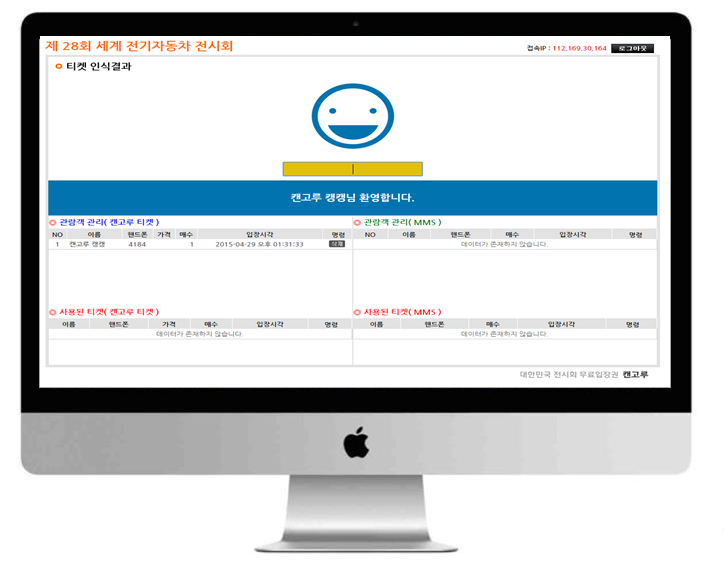 제 28회 세계 전기자동차 전시회
접속IP : 112.169.30.164 로그아웃
티켓 인식결과
캔고루 캥캥님 환영합니다.
관람객 관리( 캔고루 티켓 )
NO 이름 핸드폰 가격 매수 입장시각 명령
1 캔고루 캥캥 4184 1 2015-04-29 오후 01:31:33 삭제
관람객 관리( MMS )
NO 이름 핸드폰 매수 입장시각 명령
데이터가 존재하지 않습니다.
사용된 티켓( 캔고루 티켓 )
이름 핸드폰 가격 매수 입장시각 명령
데이터가 존재하지 않습니다.
사용된 티켓( MMS )
이름 핸드폰 매수 입장시각 명령
데이터가 존재하지 않습니다.
대한민국 전시회 무료입장권 캔고루